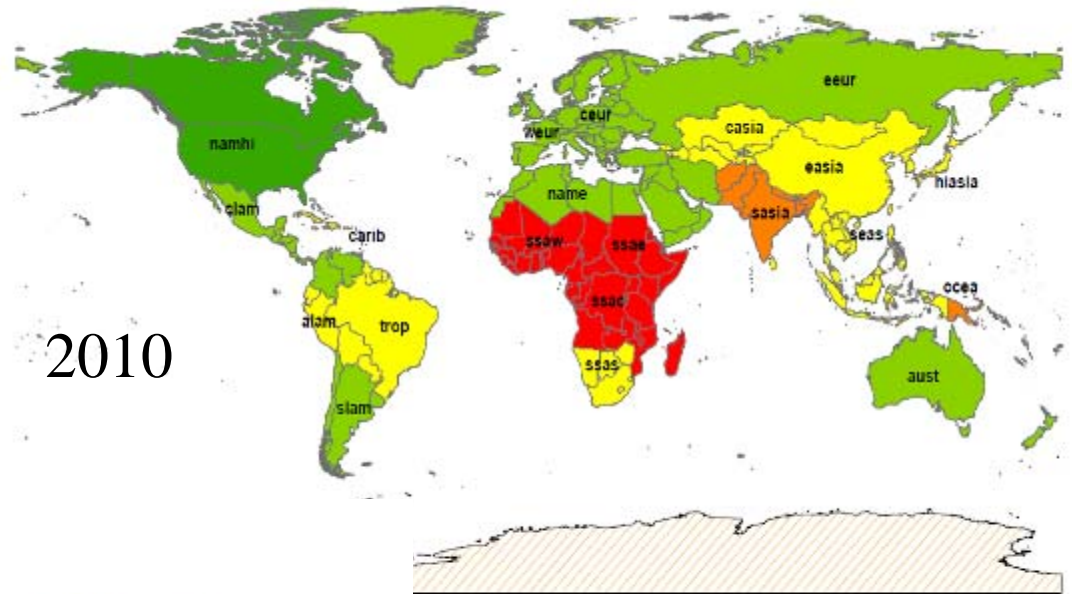 eeur
ceur
weur
casia
namhi
easia
hiasia
name
clam
sasia
carib
seas
ssaw
ssae
ocea
ssac
alam
trop
2010
ssas
aust
slam